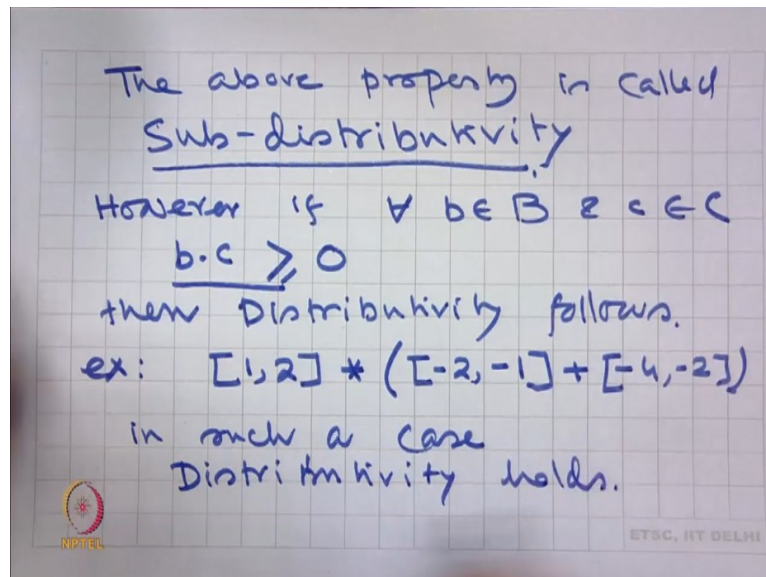 The above property is called
Sub-distributivity.
However if ∀ b ∈ B & c ∈ C
b.c ⩾ 0
then Distributivity follows.
ex: [1,2] * ([-2,-1] + [-4,-2])
in such a case
Distributivity holds.
NPTEL
ETSC, IIT DELHI